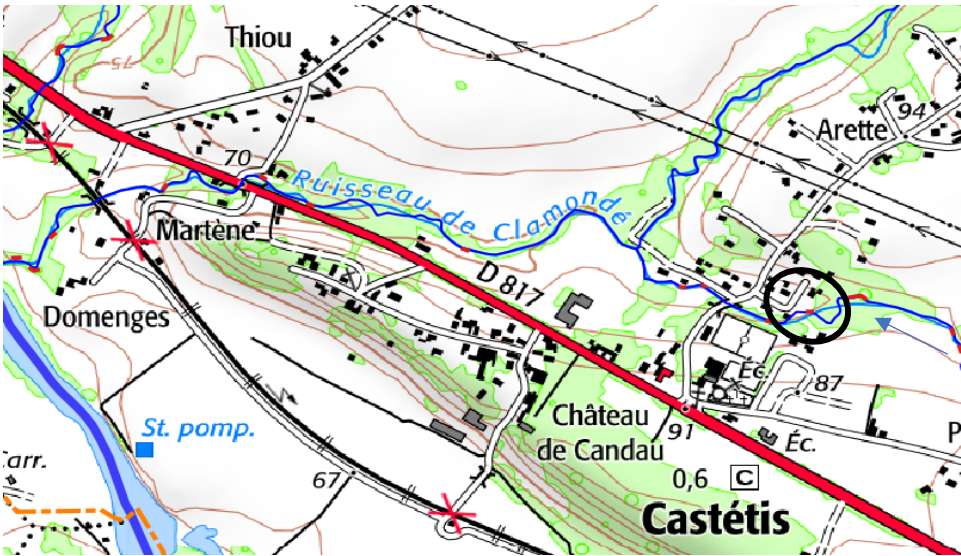 Thiou
75
94
Arette
70
Ruisseau de Clamondé
Martène
D 817
Domenges
Éc.
87
Château
de Candau
91
Éc.
P
St. pomp.
arr.
67
0,6 C
Castétis